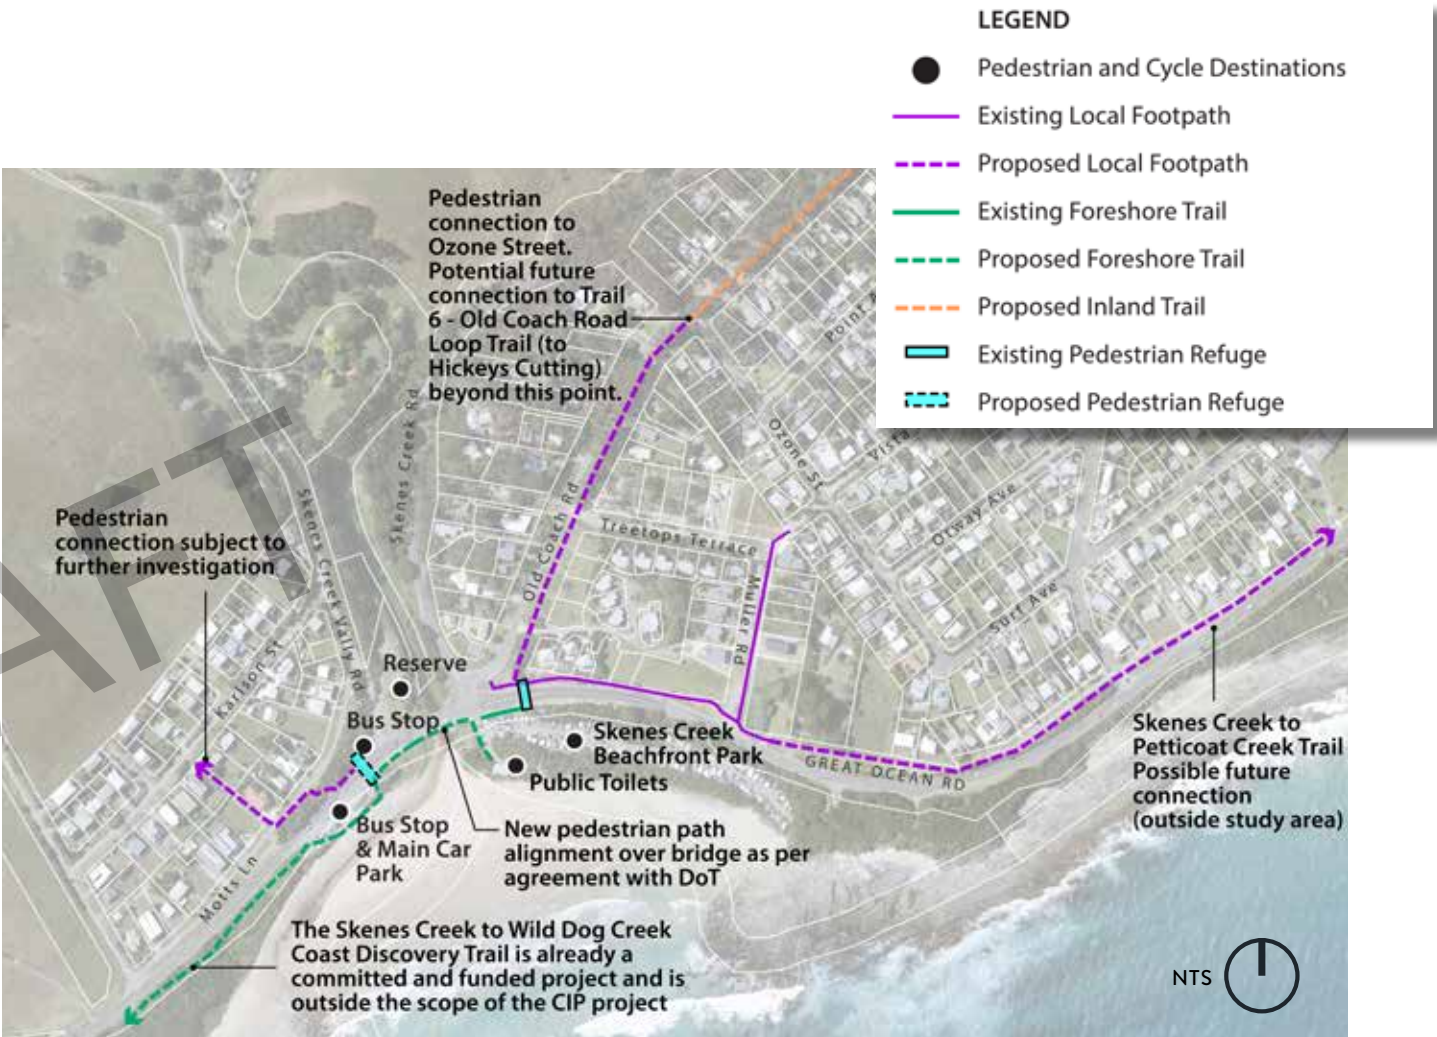 LEGEND
Pedestrian and Cycle Destinations
Existing Local Footpath
Proposed Local Footpath
Existing Foreshore Trail
Proposed Foreshore Trail
Proposed Inland Trail
Existing Pedestrian Refuge
Proposed Pedestrian Refuge
Pedestrian
connection to
Ozone Street.
Potential future
connection to Trail
6 - Old Coach Road
Loop Trail (to
Hickeys Cutting)
beyond this point.
Point
Skenes Creek Rd
Ozone St
Vista
Otway Ave
Old Coach Rd
Treetops Terrace
Pedestrian
connection subject to
further investigation
Skenes Creek Vally Rd
Muller Rd
Surf Ave
Karlson St
Reserve
Bus Stop
Skenes Creek
Beachfront Park
Public Toilets
GREAT OCEAN RD
Skenes Creek to
Petticoat Creek Trail
Possible future
connection
(outside study area)
Bus Stop
& Main Car
Park
New pedestrian path
alignment over bridge as per
agreement with DoT
Motts Ln
The Skenes Creek to Wild Dog Creek
Coast Discovery Trail is already a
committed and funded project and is
outside the scope of the CIP project
NTS
AFT